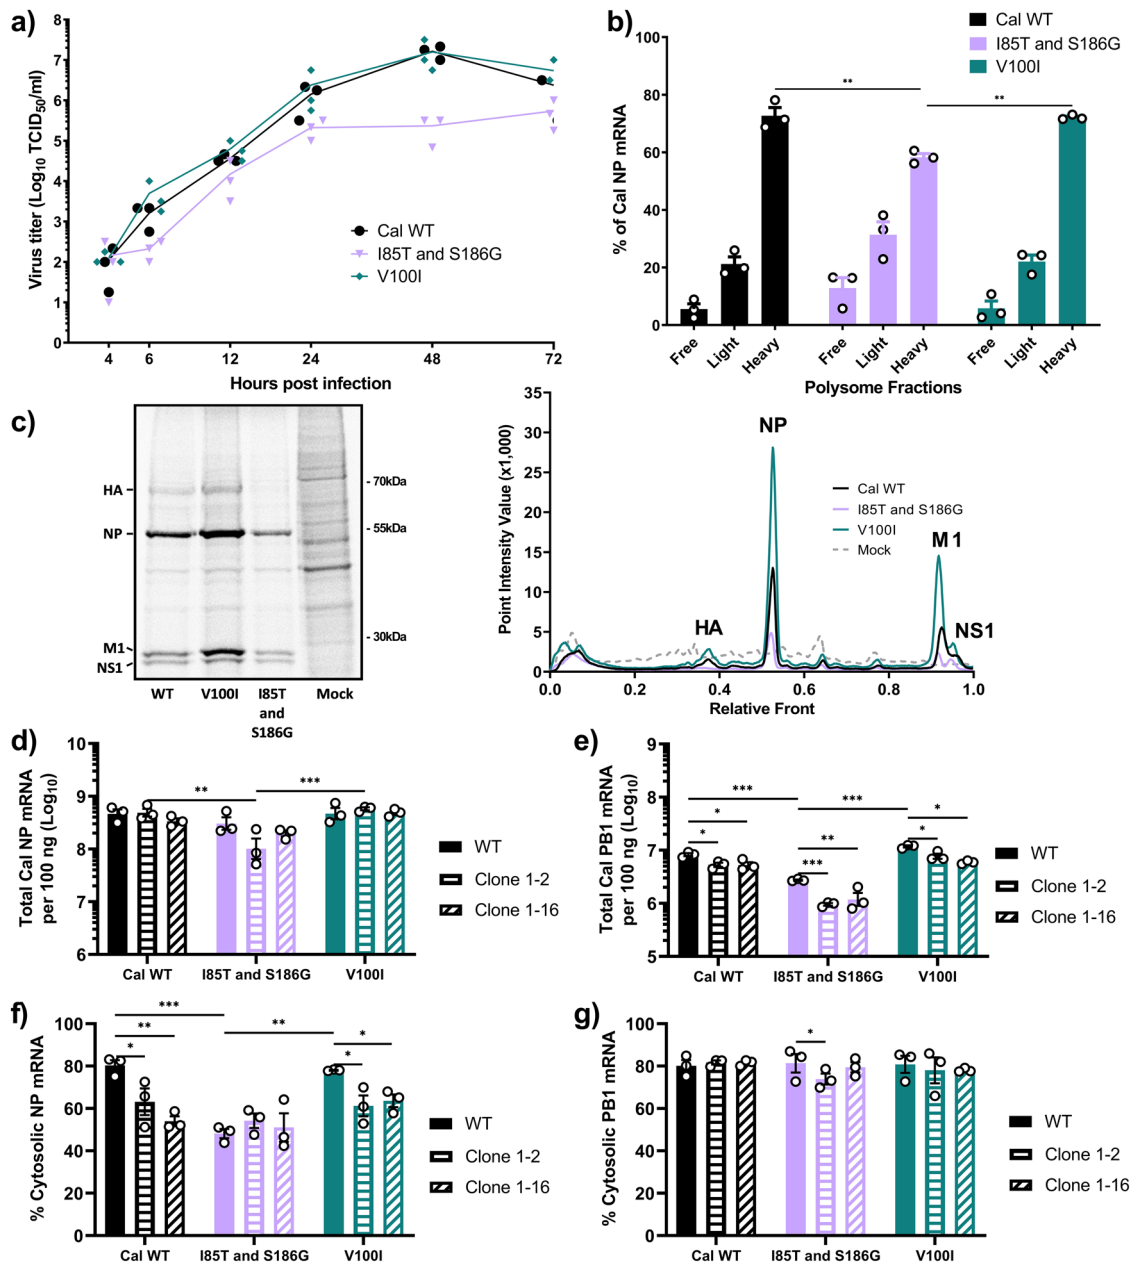 a)
Virus titer (Log10 TCID50/ml)
8
7
6
5
4
3
2
1
0
4 6 12 24 48 72
Hours post infection
Cal WT
I85T and S186G
V100I
b)
Cal WT
I85T and S186G
V100I
% of Cal NP mRNA
100
80
60
40
20
0
** **
Free Light Heavy Free Light Heavy Free Light Heavy
Polysome Fractions
c)
HA
NP
M1
NS1
- 70kDa
- 55kDa
- 30kDa
WT V100I I85T and S186G Mock
Point Intensity Value (x1,000)
35
30
25
20
15
10
5
0
0.0 0.2 0.4 0.6 0.8 1.0
Relative Front
HA
NP
M1
NS1
Cal WT
I85T and S186G
V100I
Mock
d)
Total Cal NP mRNA
per 100 ng (Log10)
10
9
8
7
6
** ***
Cal WT I85T and S186G V100I
WT
Clone 1-2
Clone 1-16
e)
Total Cal PB1 mRNA
per 100 ng (Log10)
9
8
7
6
5
*** ***
* * *** ** * *
Cal WT I85T and S186G V100I
WT
Clone 1-2
Clone 1-16
f)
% Cytosolic NP mRNA
100
80
60
40
20
0
*** **
** * * *
Cal WT I85T and S186G V100I
WT
Clone 1-2
Clone 1-16
g)
% Cytosolic PB1 mRNA
100
80
60
40
20
0
*
Cal WT I85T and S186G V100I
WT
Clone 1-2
Clone 1-16